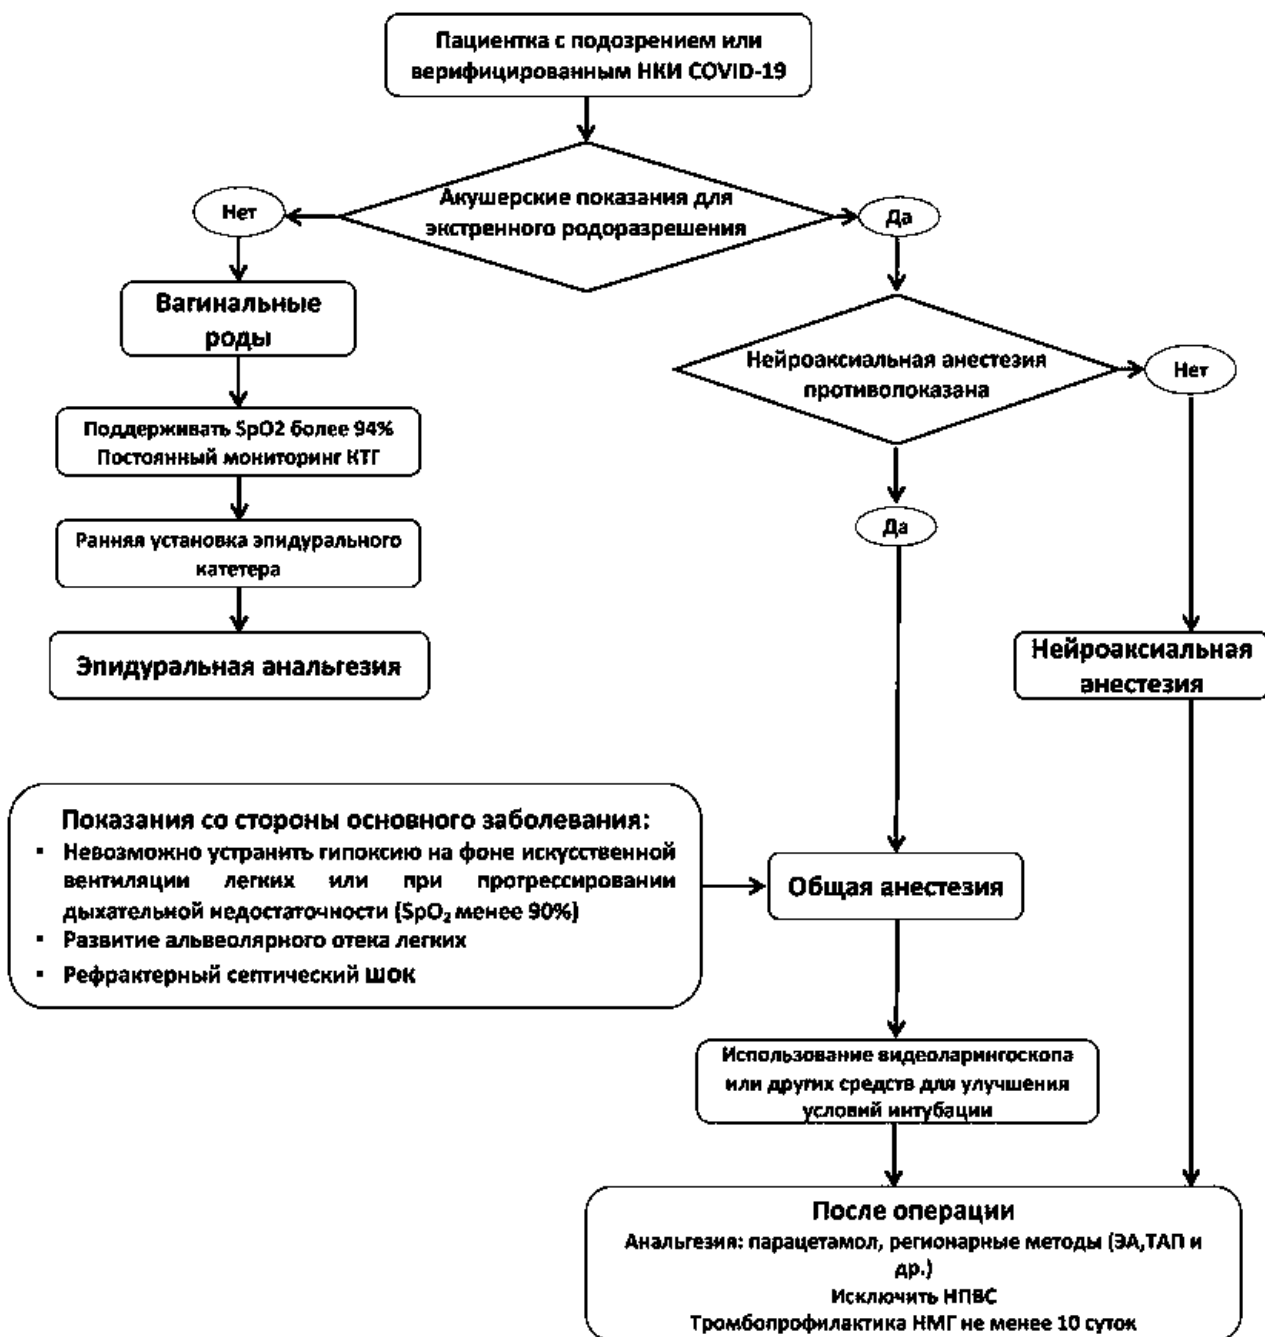 Пациентка с подозрением или
верифицированным НКИ COVID-19
Акушерские показания для
экстренного родоразрешения
Нет
Да
Вагинальные
роды
Нейроаксиальная анестезия
противопоказана
Нет
Поддерживать SpO2 более 94%
Постоянный мониторинг КТГ
Да
Ранняя установка эпидурального
катетера
Эпидуральная анальгезия
Нейроаксиальная
анестезия
Показания со стороны основного заболевания:
▪ Невозможно устранить гипоксию на фоне искусственной
вентиляции легких или при прогрессировании
дыхательной недостаточности (SpO₂ менее 90%)
▪ Развитие альвеолярного отека легких
▪ Рефрактерный септический ШОК
Общая анестезия
Использование видеоларингоскопа
или других средств для улучшения
условий интубации
После операции
Анальгезия: парацетамол, регионарные методы (ЭА,ТАП и
др.)
Исключить НПВС
Тромбопрофилактика НМГ не менее 10 суток